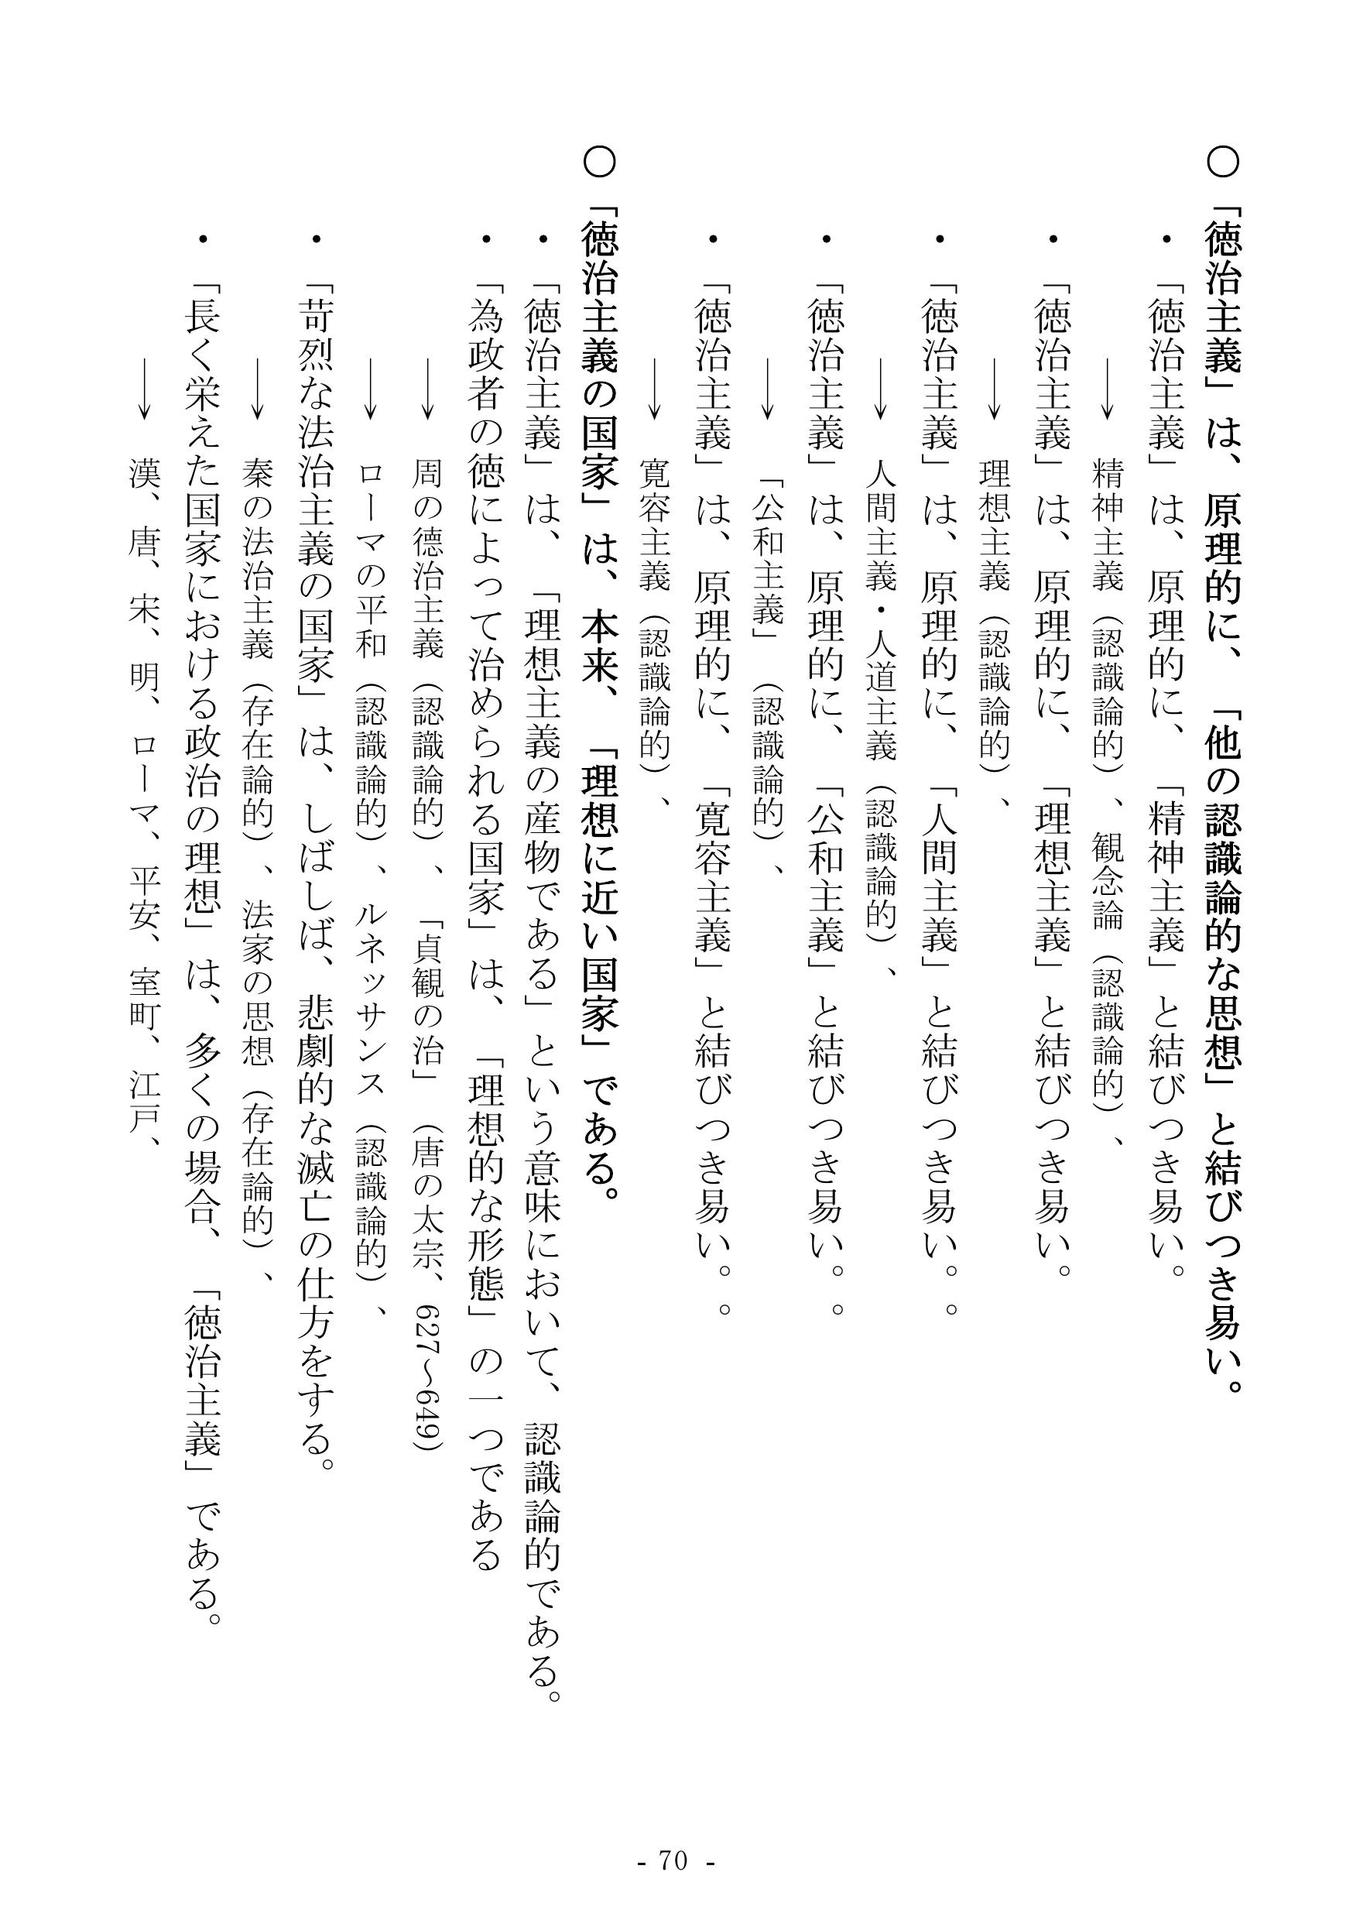 ○「徳治主義」は、原理的に、「他の認識論的な思想」と結びつき易い。
・「徳治主義」は、原理的に、「精神主義」と結びつき易い。
→ 精神主義（認識論的）、観念論（認識論的）、
・「徳治主義」は、原理的に、「理想主義」と結びつき易い。
→ 理想主義（認識論的）、
・「徳治主義」は、原理的に、「人間主義」と結びつき易い。。
→ 人間主義・人道主義（認識論的）、
・「徳治主義」は、原理的に、「公和主義」と結びつき易い。。
→ 「公和主義」（認識論的）、
・「徳治主義」は、原理的に、「寛容主義」と結びつき易い。。
→ 寛容主義（認識論的）、
○「徳治主義の国家」は、本来、「理想に近い国家」である。
・「徳治主義」は、「理想主義の産物である」という意味において、認識論的である。
・「為政者の徳によって治められる国家」は、「理想的な形態」の一つである
→ 周の徳治主義（認識論的）、「貞観の治」（唐の太宗、627～649）
→ ローマの平和（認識論的）、ルネッサンス（認識論的）、
・「苛烈な法治主義の国家」は、しばしば、悲劇的な滅亡の仕方をする。
→ 秦の法治主義（存在論的）、法家の思想（存在論的）、
・「長く栄えた国家における政治の理想」は、多くの場合、「徳治主義」である。
→ 漢、唐、宋、明、ローマ、平安、室町、江戸、
- 70 -